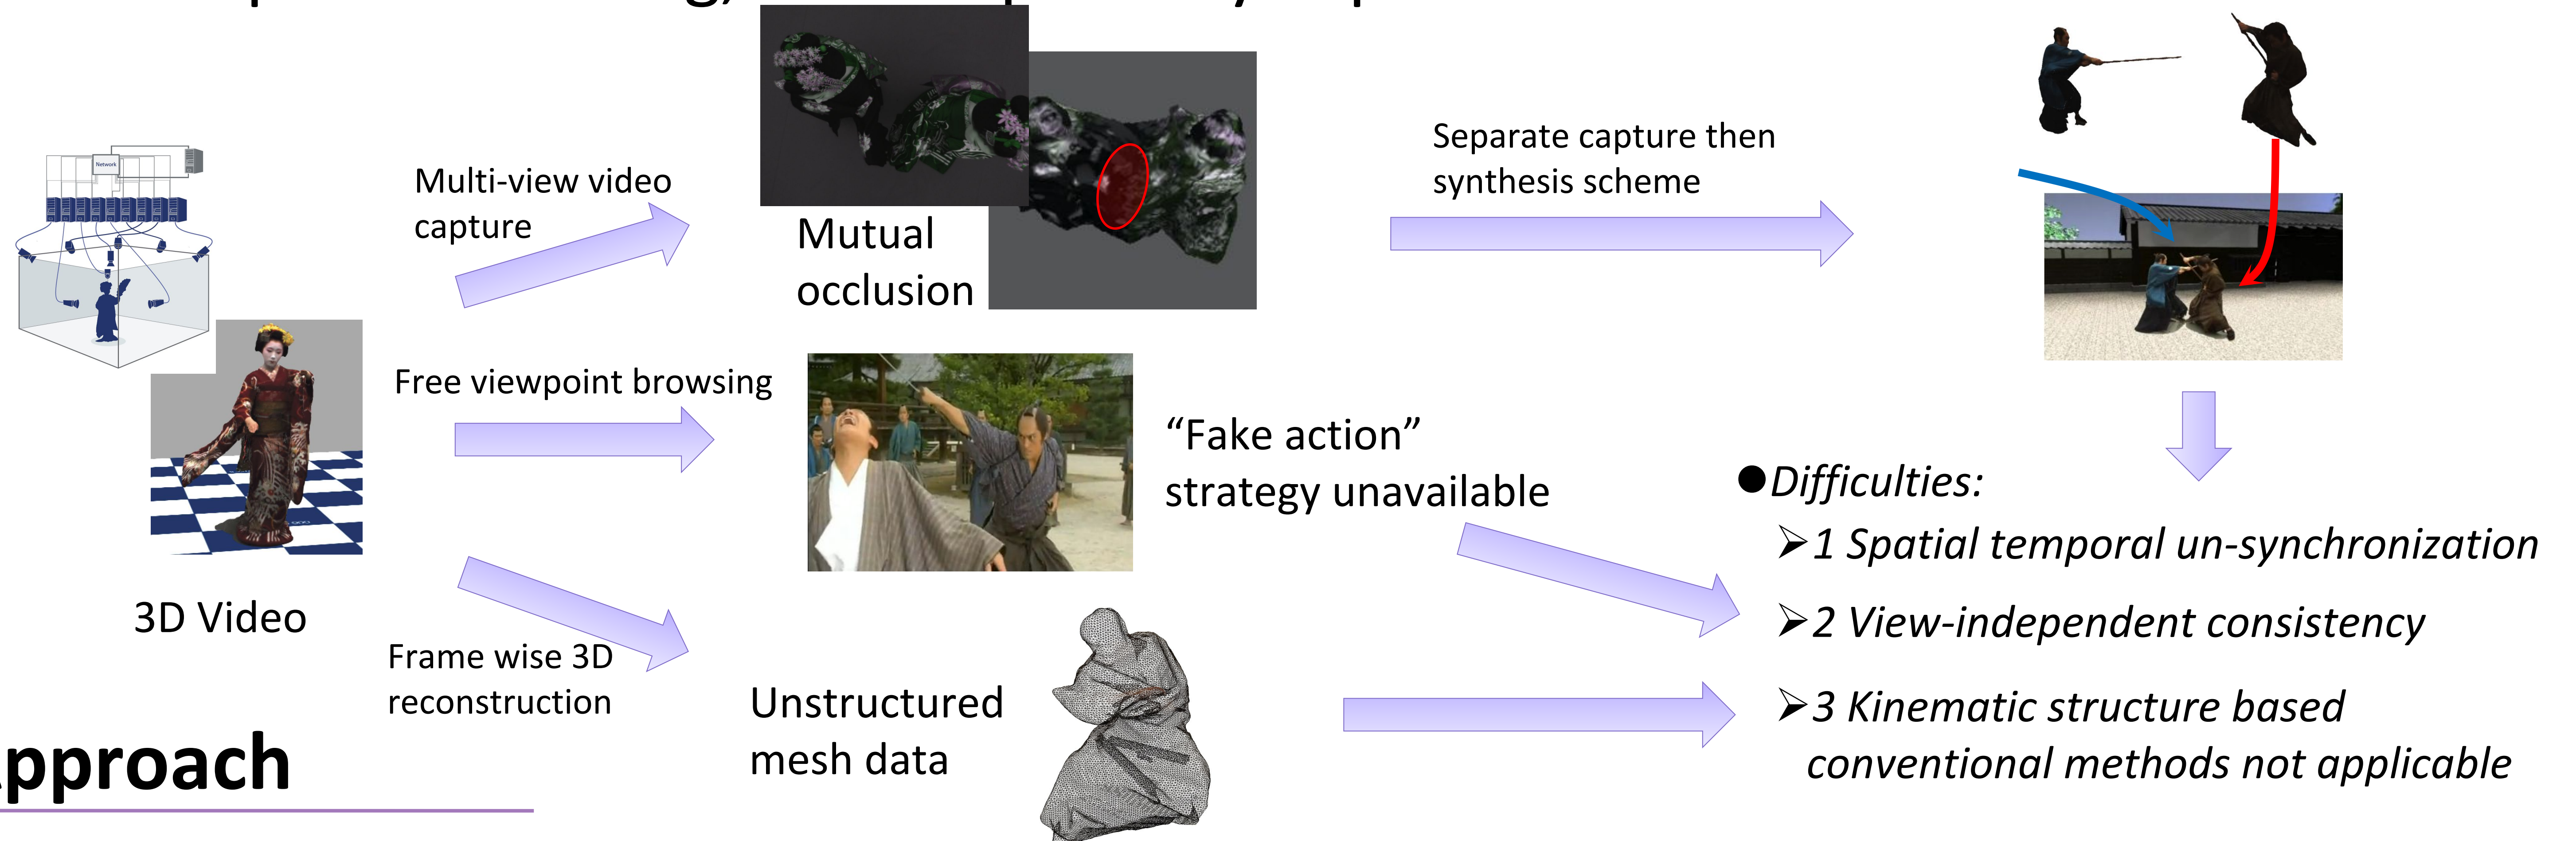 Network
Multi-view video
capture
Mutual
occlusion
Separate capture then
synthesis scheme
Free viewpoint browsing
“Fake action”
strategy unavailable
3D Video
Frame wise 3D
reconstruction
Unstructured
mesh data
●Difficulties:
➢1 Spatial temporal un-synchronization
➢2 View-independent consistency
➢3 Kinematic structure based
conventional methods not applicable
pproach